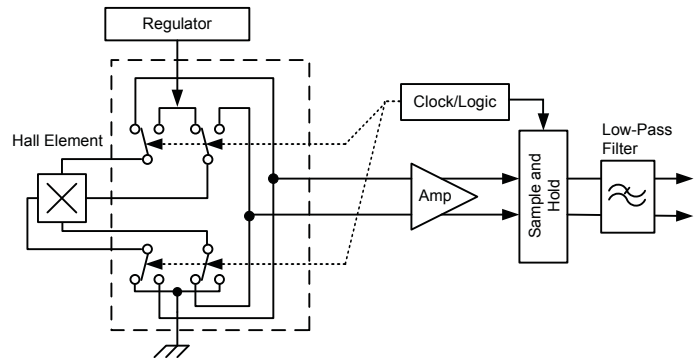 Regulator
Hall Element
Clock/Logic
Amp
Sample and
Hold
Low-Pass
Filter